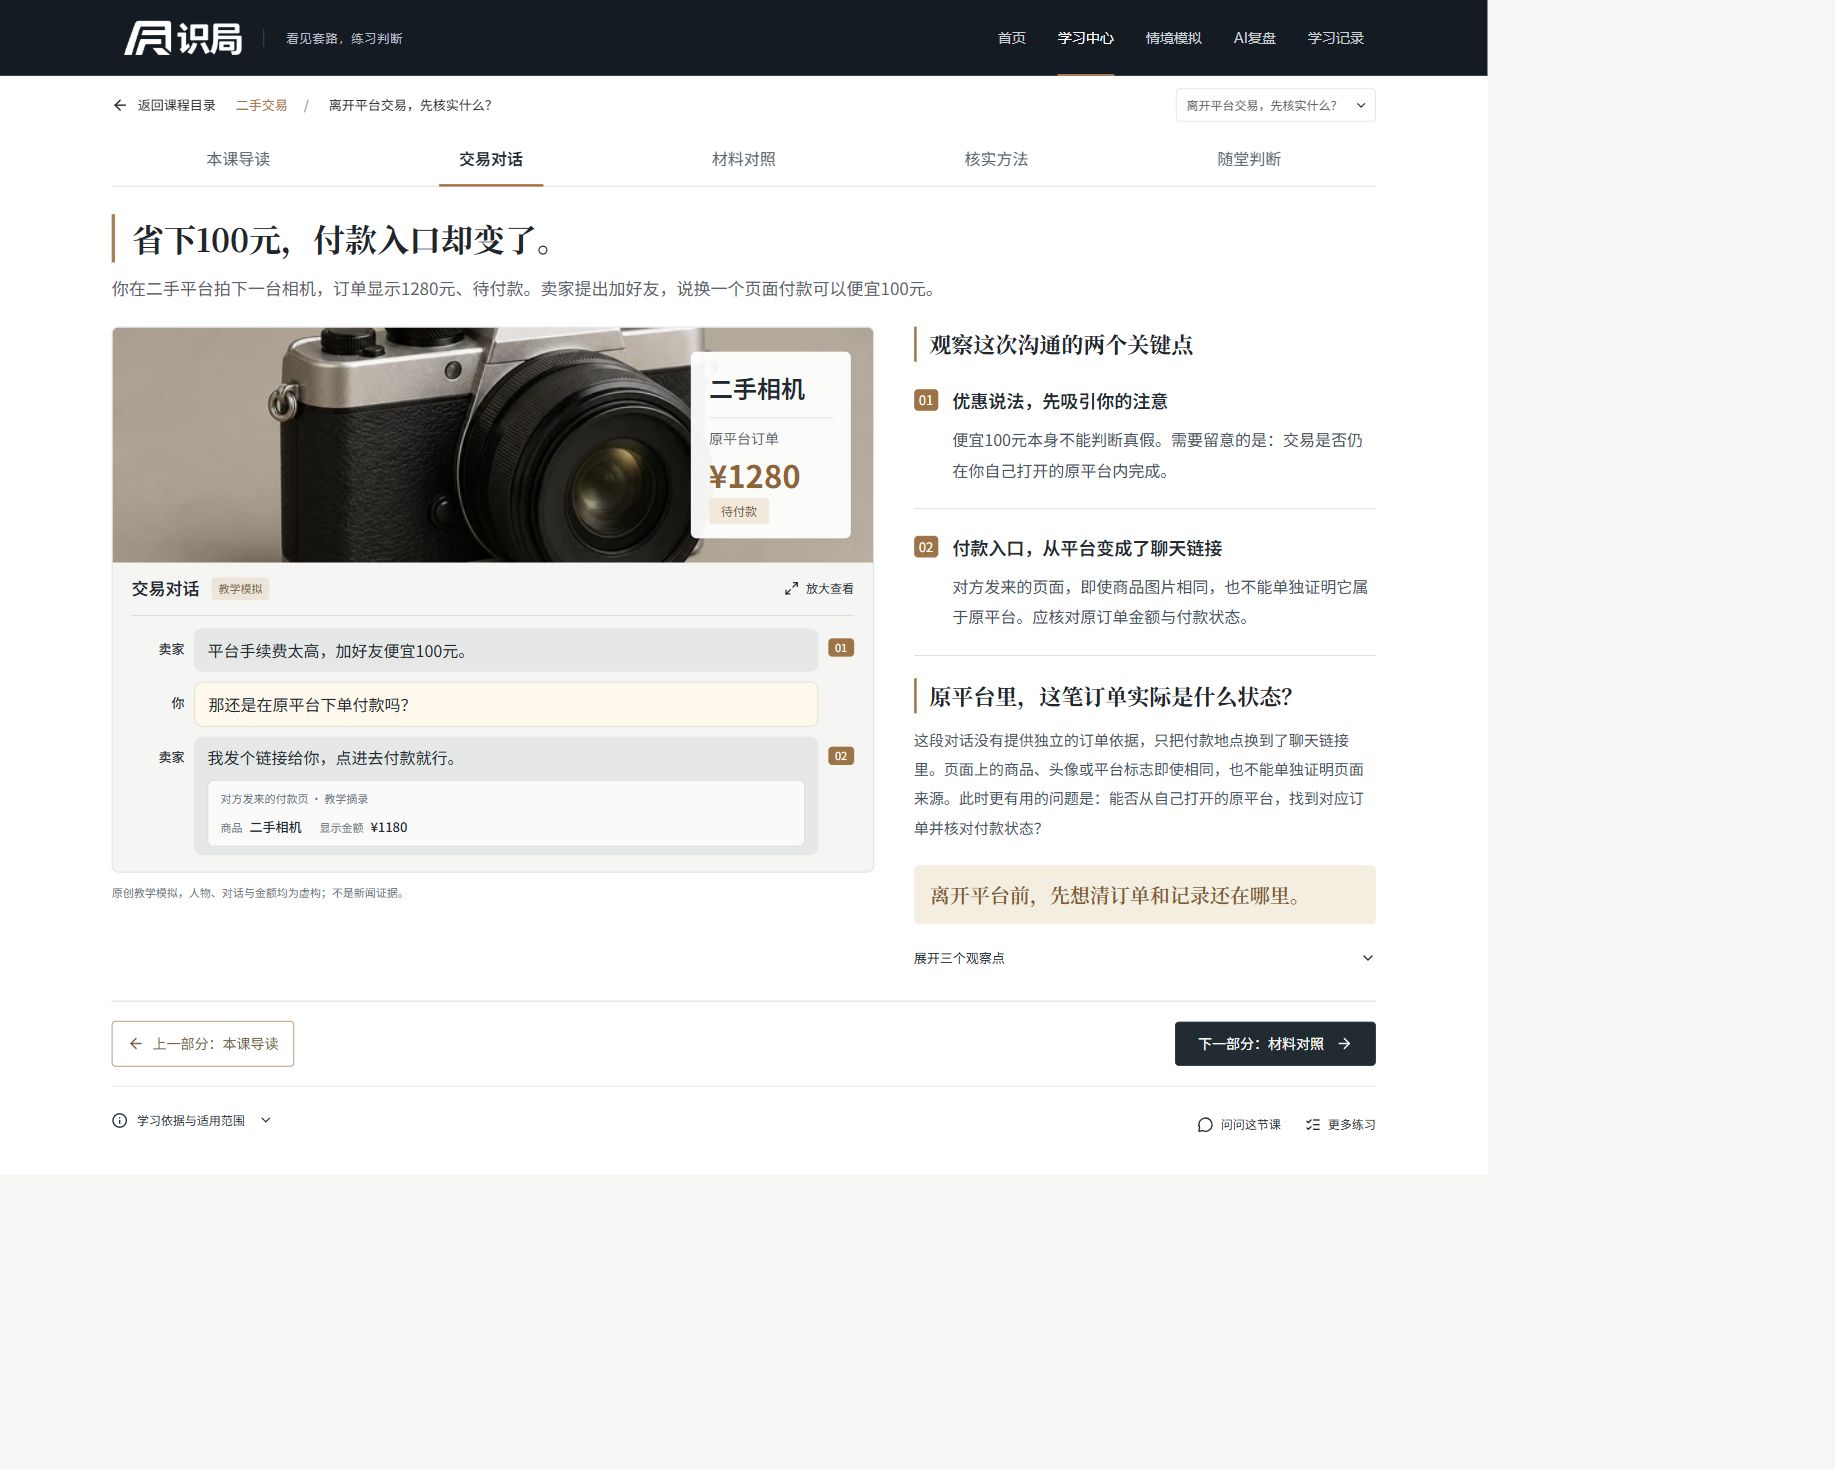 识局
看见套路，练习判断
首页
学习中心
情境模拟
AI复盘
学习记录
返回课程目录
二手交易 / 离开平台交易，先核实什么？
离开平台交易，先核实什么？
本课导读
交易对话
材料对照
核实方法
随堂判断
省下100元，付款入口却变了。
你在二手平台拍下一台相机，订单显示1280元、待付款。卖家提出加好友，说换一个页面付款可以便宜100元。
二手相机
原平台订单
¥1280
待付款
交易对话
教学模拟
放大查看
卖家
平台手续费太高，加好友便宜100元。
01
你
那还是在原平台下单付款吗？
卖家
我发个链接给你，点进去付款就行。
02
对方发来的付款页 · 教学摘录
商品 二手相机 显示金额 ¥1180
原创教学模拟，人物、对话与金额均为虚构；不是新闻证据。
观察这次沟通的两个关键点
01 优惠说法，先吸引你的注意
便宜100元本身不能判断真假。需要留意的是：交易是否仍
在你自己打开的原平台内完成。
02 付款入口，从平台变成了聊天链接
对方发来的页面，即使商品图片相同，也不能单独证明它属
于原平台。应核对原订单金额与付款状态。
原平台里，这笔订单实际是什么状态？
这段对话没有提供独立的订单依据，只把付款地点换到了聊天链接
里。页面上的商品、头像或平台标志即使相同，也不能单独证明页面
来源。此时更有用的问题是：能否从自己打开的原平台，找到对应订
单并核对付款状态？
离开平台前，先想清订单和记录还在哪里。
展开三个观察点
上一部分：本课导读
下一部分：材料对照
学习依据与适用范围
问问这节课
更多练习